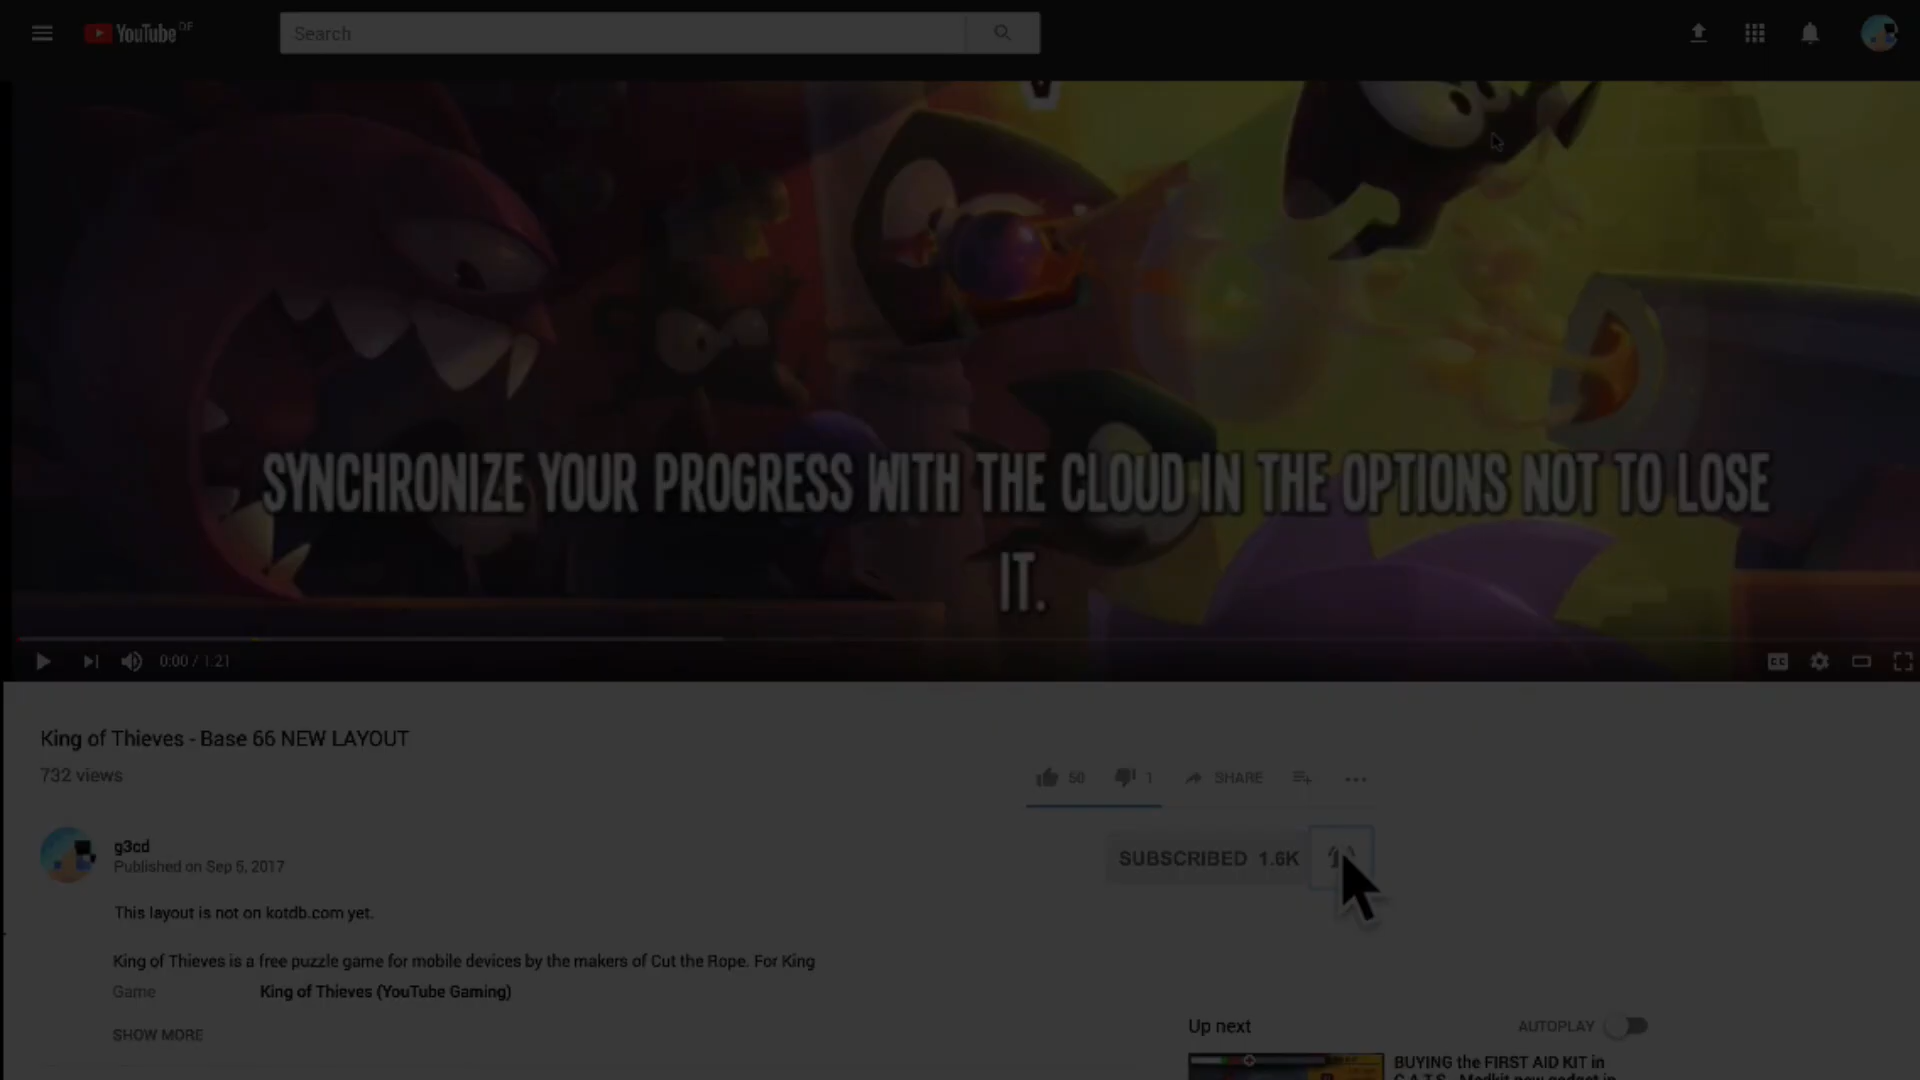 YouTube
Search
SYNCHRONIZE YOUR PROGRESS WITH THE CLOUD IN THE OPTIONS NOT TO LOSE
IT.
0:00 / 1:21
King of Thieves - Base 66 NEW LAYOUT
732 views
50 1 SHARE
g3cd
Published on Sep 5, 2017
SUBSCRIBED 1.6K
This layout is not on kotdb.com yet.
King of Thieves is a free puzzle game for mobile devices by the makers of Cut the Rope. For King
Game King of Thieves (YouTube Gaming)
SHOW MORE
Up next AUTOPLAY
BUYING the FIRST AID KIT in